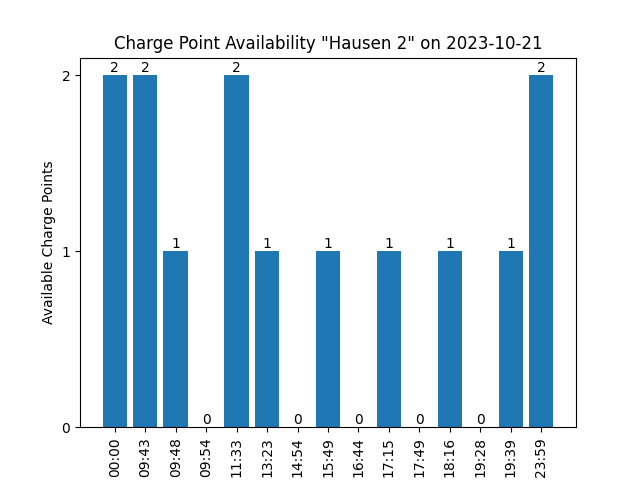 Charge Point Availability "Hausen 2" on 2023-10-21
Available Charge Points
2
1
0
2 2 1 0 2 1 0 1 0 1 0 1 0 1 2
00:00 09:43 09:48 09:54 11:33 13:23 14:54 15:49 16:44 17:15 17:49 18:16 19:28 19:39 23:59